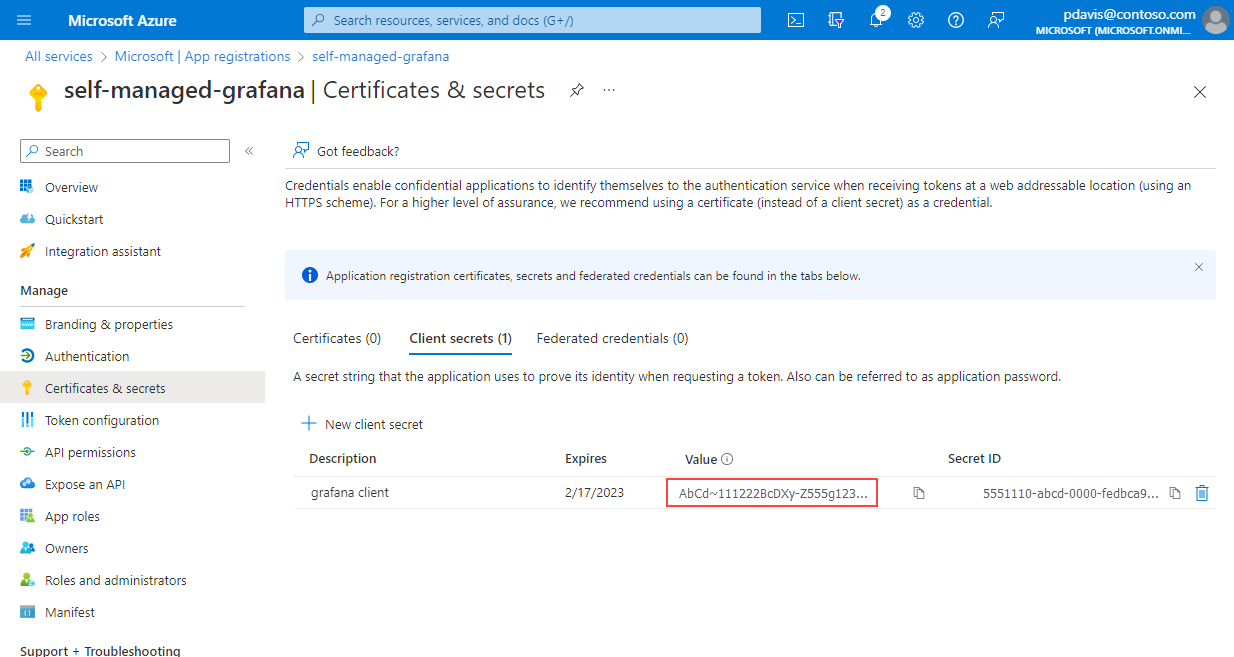 Microsoft Azure
Search resources, services, and docs (G+/)
2
pdavis@contoso.com
MICROSOFT (MICROSOFT.ONMI...
All services > Microsoft | App registrations > self-managed-grafana
self-managed-grafana | Certificates & secrets
Search
«
Overview
Quickstart
Integration assistant
Manage
Branding & properties
Authentication
Certificates & secrets
Token configuration
API permissions
Expose an API
App roles
Owners
Roles and administrators
Manifest
Support + Troubleshooting
Got feedback?
Credentials enable confidential applications to identify themselves to the authentication service when receiving tokens at a web addressable location (using an
HTTPS scheme). For a higher level of assurance, we recommend using a certificate (instead of a client secret) as a credential.
Application registration certificates, secrets and federated credentials can be found in the tabs below.
Certificates (0) Client secrets (1) Federated credentials (0)
A secret string that the application uses to prove its identity when requesting a token. Also can be referred to as application password.
New client secret
Description Expires Value Secret ID
grafana client 2/17/2023 AbCd~111222BcDXy-Z555g123... 5551110-abcd-0000-fedbca9...